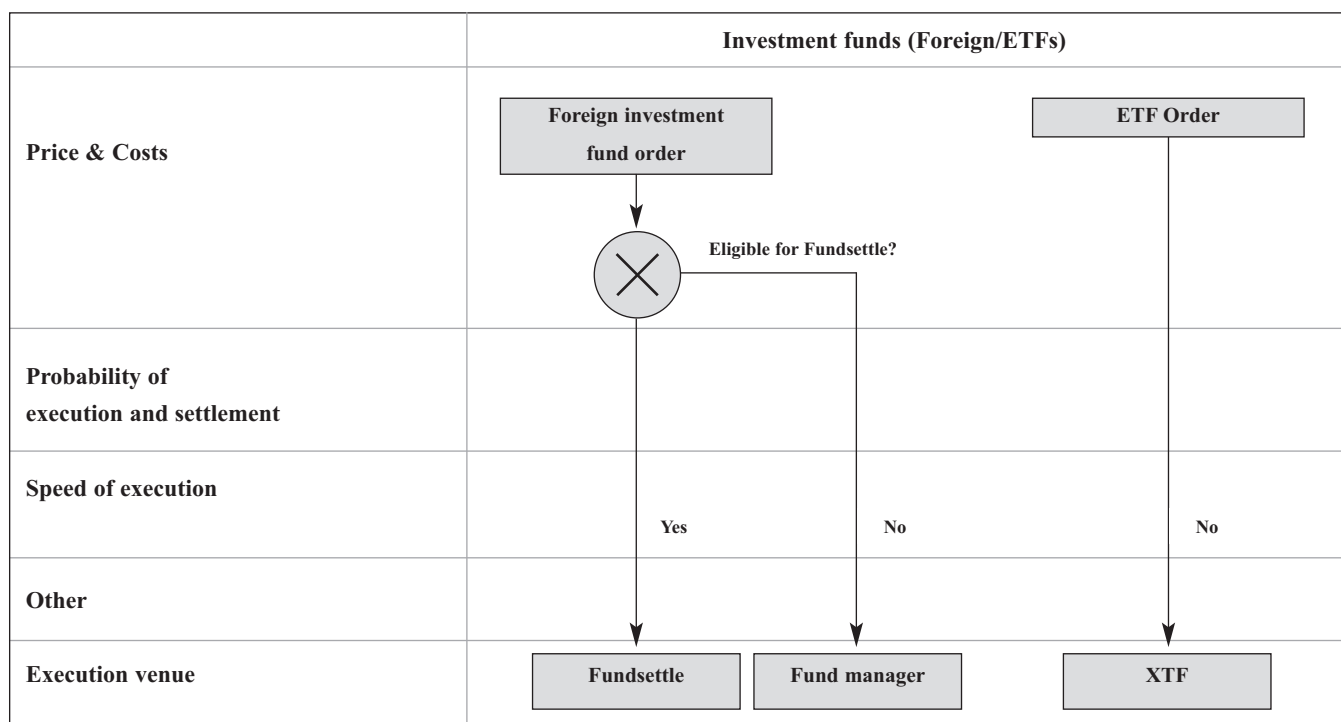 Investment funds (Foreign/ETFs)
Price & Costs
Foreign investment
fund order
ETF Order
Eligible for Fundsettle?
Probability of
execution and settlement
Speed of execution
Yes
No
No
Other
Execution venue
Fundsettle
Fund manager
XTF